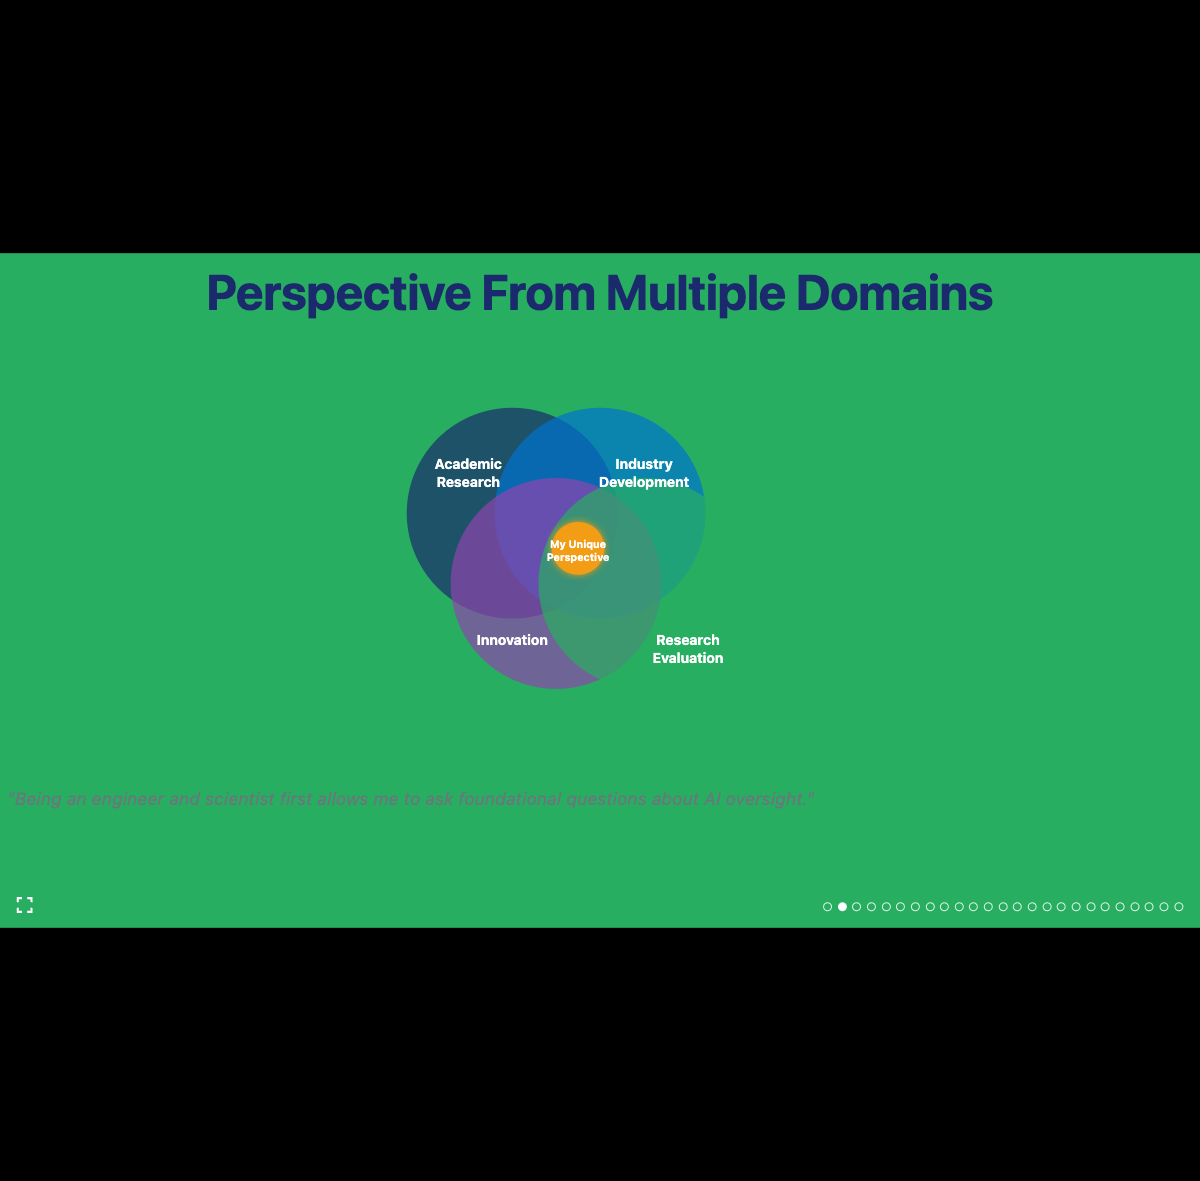 Perspective From Multiple Domains
Academic
Research
Industry
Development
My Unique
Perspective
Innovation
Research
Evaluation
"Being an engineer and scientist first allows me to ask foundational questions about AI oversight."